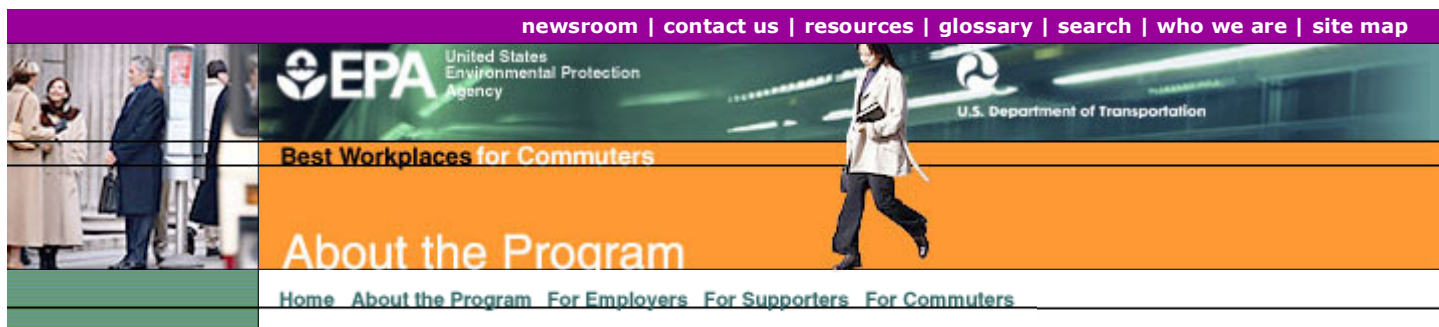 newsroom | contact us | resources | glossary | search | who we are | site map
EPA
United States
Environmental Protection
Agency
U.S. Department of Transportation
Best Workplaces for Commuters
About the Program
Home About the Program For Employers For Supporters For Commuters